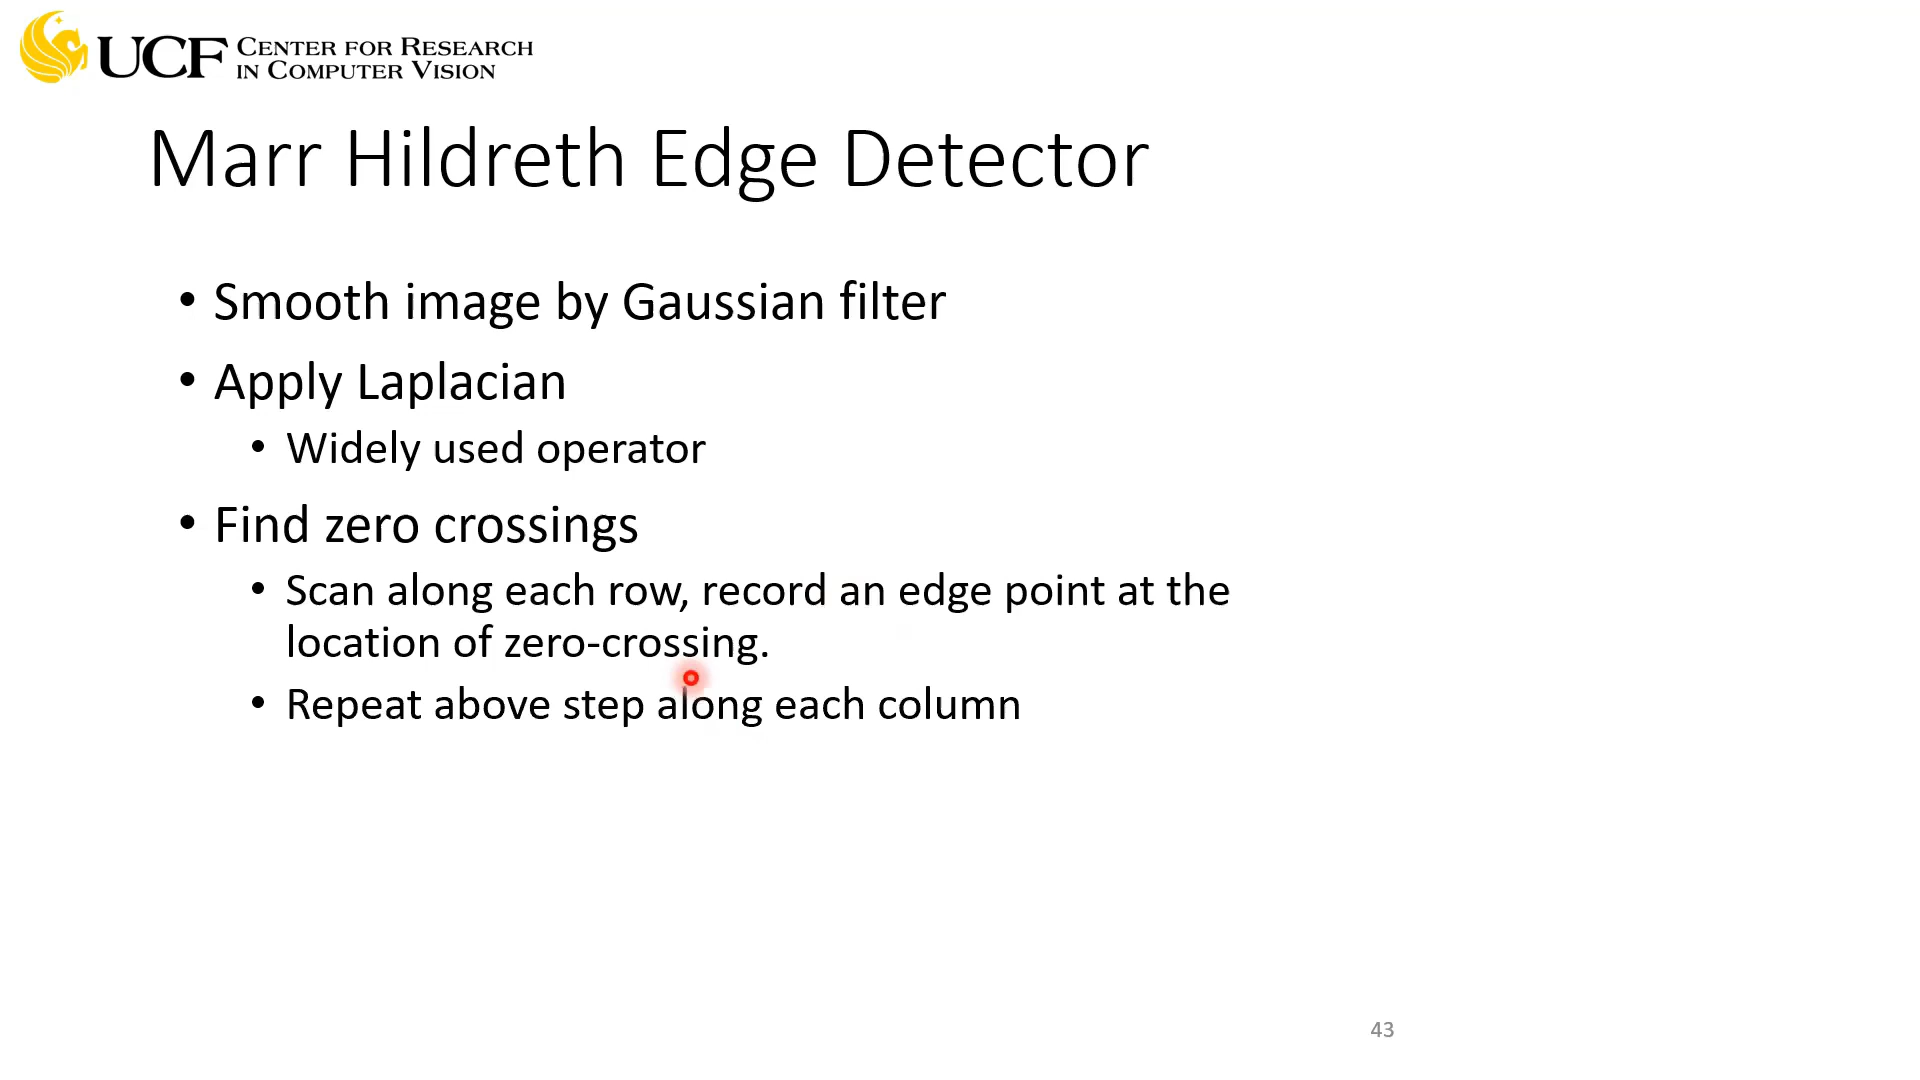 UCF CENTER FOR RESEARCH
IN COMPUTER VISION
Marr Hildreth Edge Detector
• Smooth image by Gaussian filter
• Apply Laplacian
• Widely used operator
• Find zero crossings
• Scan along each row, record an edge point at the
location of zero-crossing.
• Repeat above step along each column
43